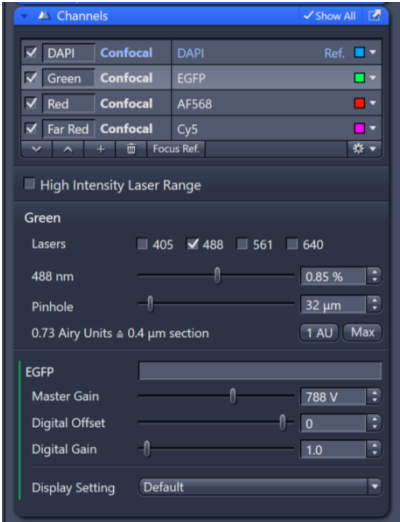 Channels Show All
DAPI Confocal DAPI Ref.
Green Confocal EGFP
Red Confocal AF568
Far Red Confocal Cy5
Focus Ref.
High Intensity Laser Range
Green
Lasers 405 488 561 640
488 nm 0.85 %
Pinhole 32 µm
0.73 Airy Units ≙ 0.4 µm section 1 AU Max
EGFP
Master Gain 788 V
Digital Offset 0
Digital Gain 1.0
Display Setting Default